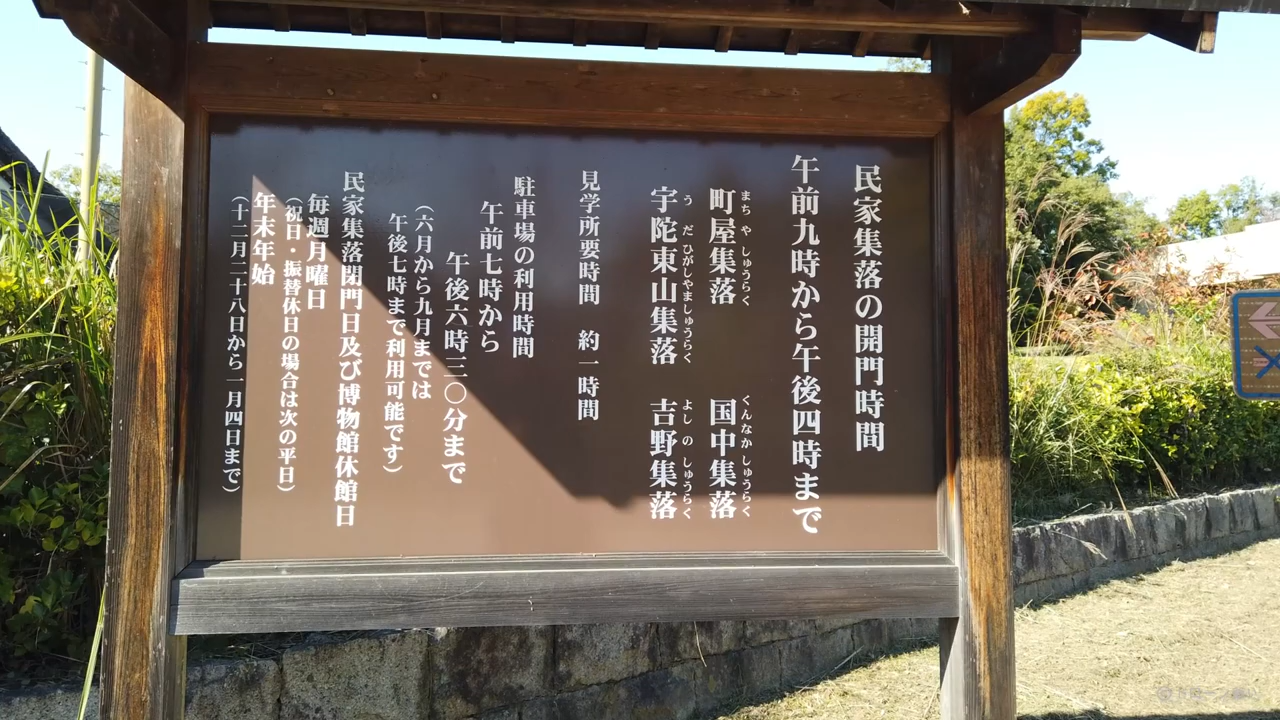 民家集落の開門時間
午前九時から午後四時まで
町屋集落　国中集落
まち や しゅうらく　くんなか しゅうらく
宇陀東山集落　吉野集落
う だ ひがしやましゅうらく　よし の しゅうらく
見学所要時間　約一時間
駐車場の利用時間
午前七時から
午後六時三〇分まで
（六月から九月までは
午後七時まで利用可能です）
民家集落閉門日及び博物館休館日
毎週月曜日
（祝日・振替休日の場合は次の平日）
年末年始
（十二月二十八日から一月四日まで）